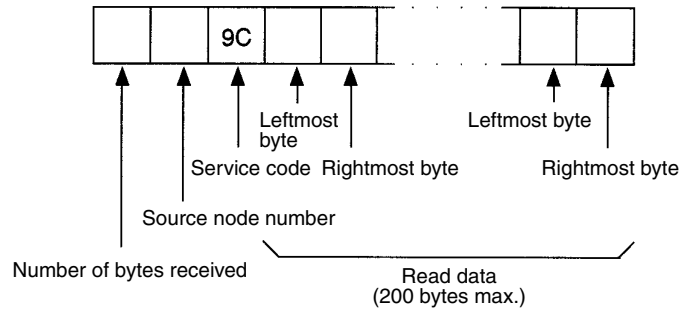 9C
Leftmost
byte
Leftmost byte
Service code
Rightmost byte
Rightmost byte
Source node number
Number of bytes received
Read data
(200 bytes max.)